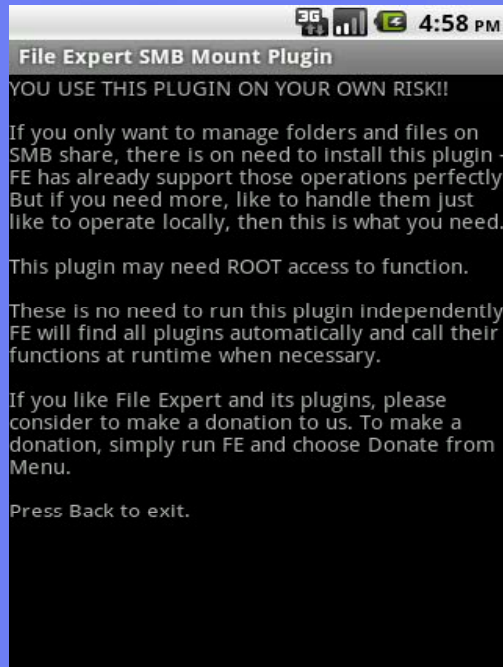 3G 4:58 PM
File Expert SMB Mount Plugin
YOU USE THIS PLUGIN ON YOUR OWN RISK!!
If you only want to manage folders and files on
SMB share, there is on need to install this plugin -
FE has already support those operations perfectly
But if you need more, like to handle them just
like to operate locally, then this is what you need.
This plugin may need ROOT access to function.
These is no need to run this plugin independently
FE will find all plugins automatically and call their
functions at runtime when necessary.
If you like File Expert and its plugins, please
consider to make a donation to us. To make a
donation, simply run FE and choose Donate from
Menu.
Press Back to exit.